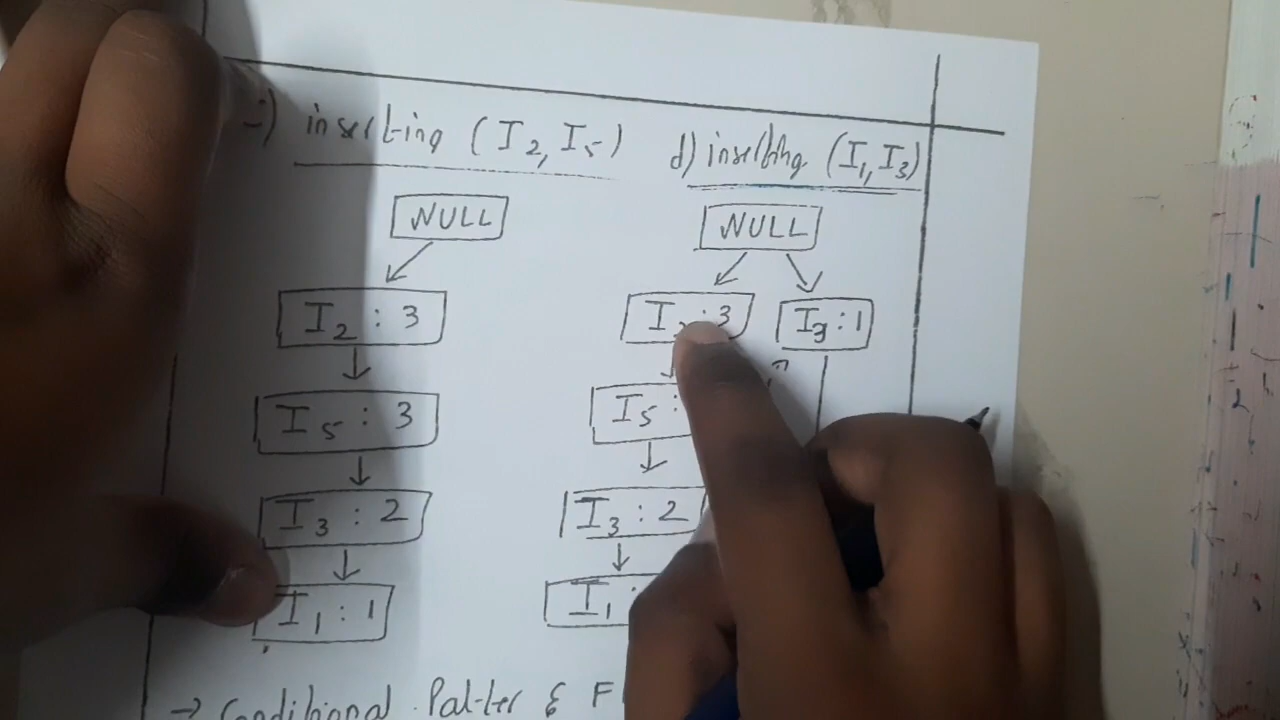 inserting (I2, I5)
NULL
I2 : 3
I5 : 3
I3 : 2
I1 : 1
d) inserting (I1, I3)
NULL
: 3
I3 : 1
I5 :
I3 : 2
I1 :
→ Conditional